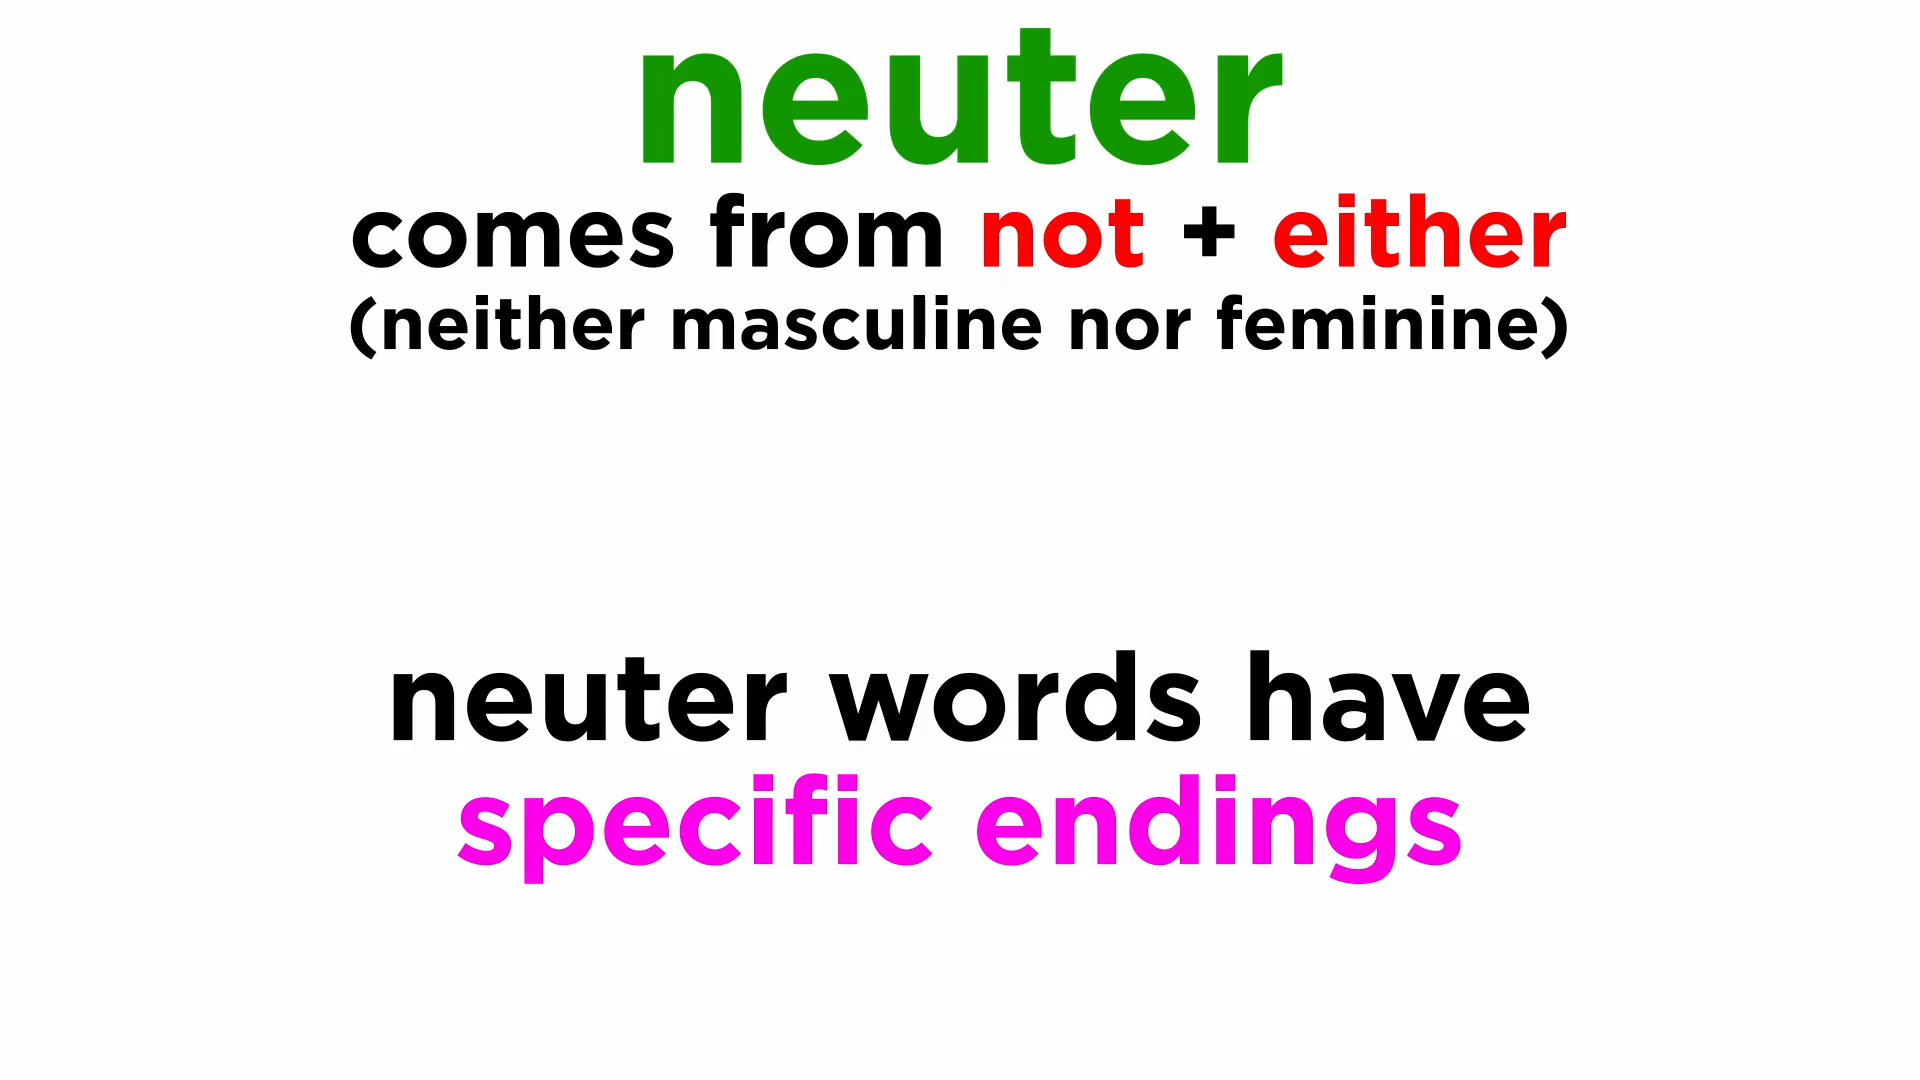 neuter
comes from not + either
(neither masculine nor feminine)
neuter words have
specific endings